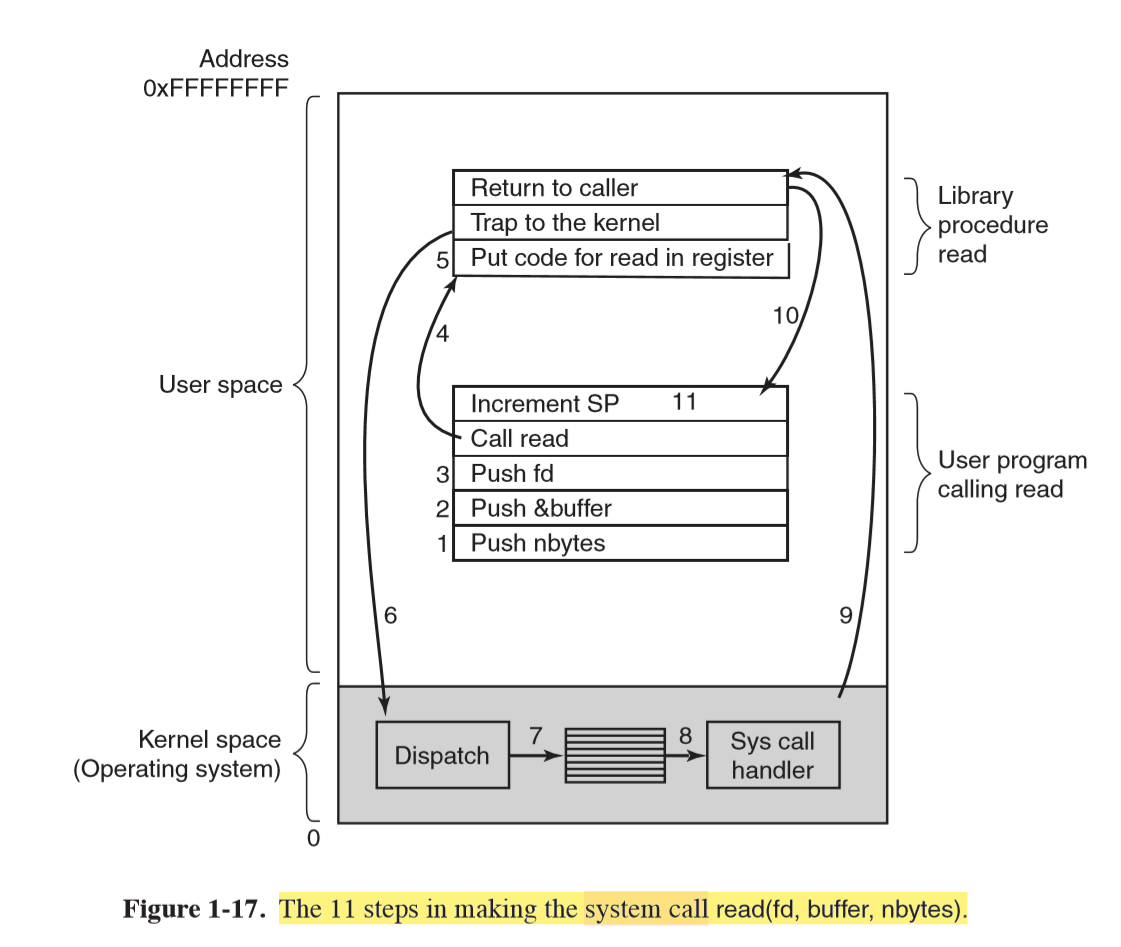 Address
0xFFFFFFFF
Return to caller
Trap to the kernel
5 Put code for read in register
Library
procedure
read
4
10
User space
Increment SP 11
Call read
3 Push fd
2 Push &buffer
1 Push nbytes
User program
calling read
6
9
Kernel space
(Operating system)
Dispatch
7
8
Sys call
handler
0
Figure 1-17. The 11 steps in making the system call read(fd, buffer, nbytes).